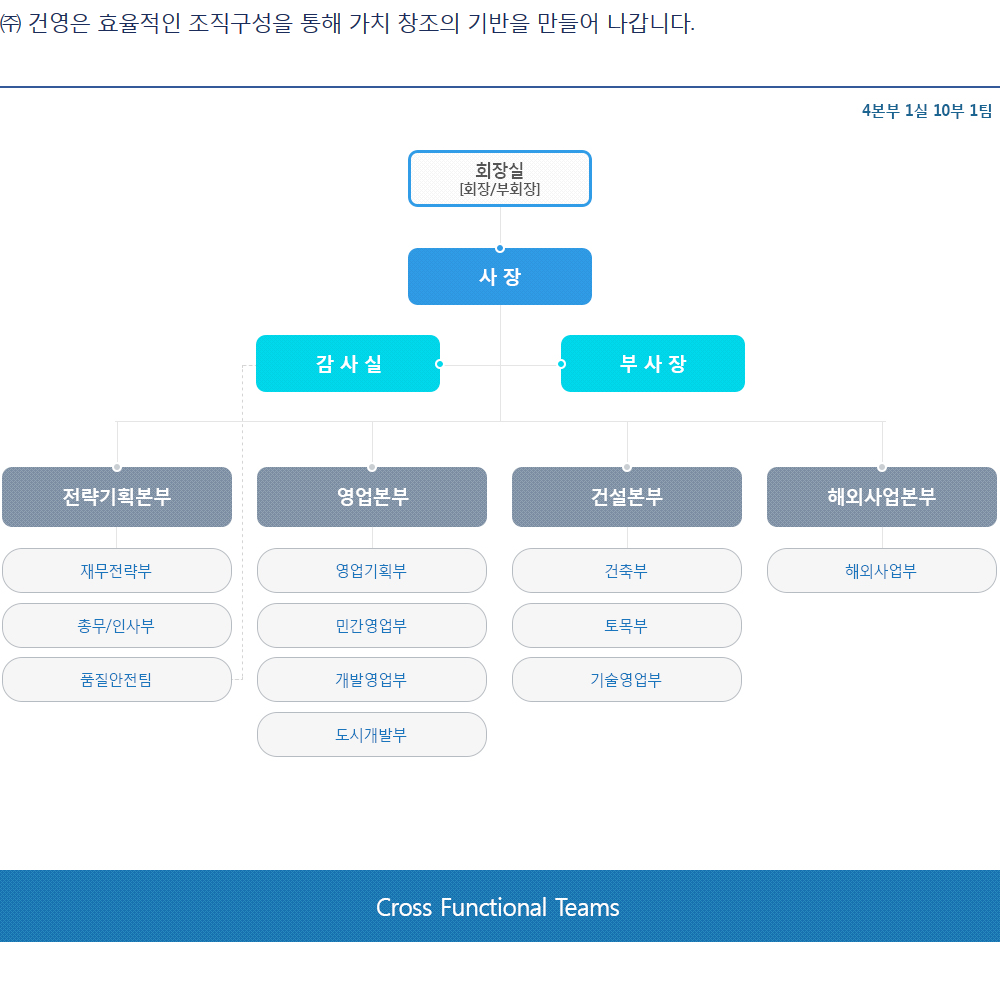 ㈜ 건영은 효율적인 조직구성을 통해 가치 창조의 기반을 만들어 나갑니다.
4본부 1실 10부 1팀
회장실
[회장/부회장]
사 장
감 사 실
부 사 장
전략기획본부
영업본부
건설본부
해외사업본부
재무전략부
영업기획부
건축부
해외사업부
총무/인사부
민간영업부
토목부
품질안전팀
개발영업부
기술영업부
도시개발부
Cross Functional Teams